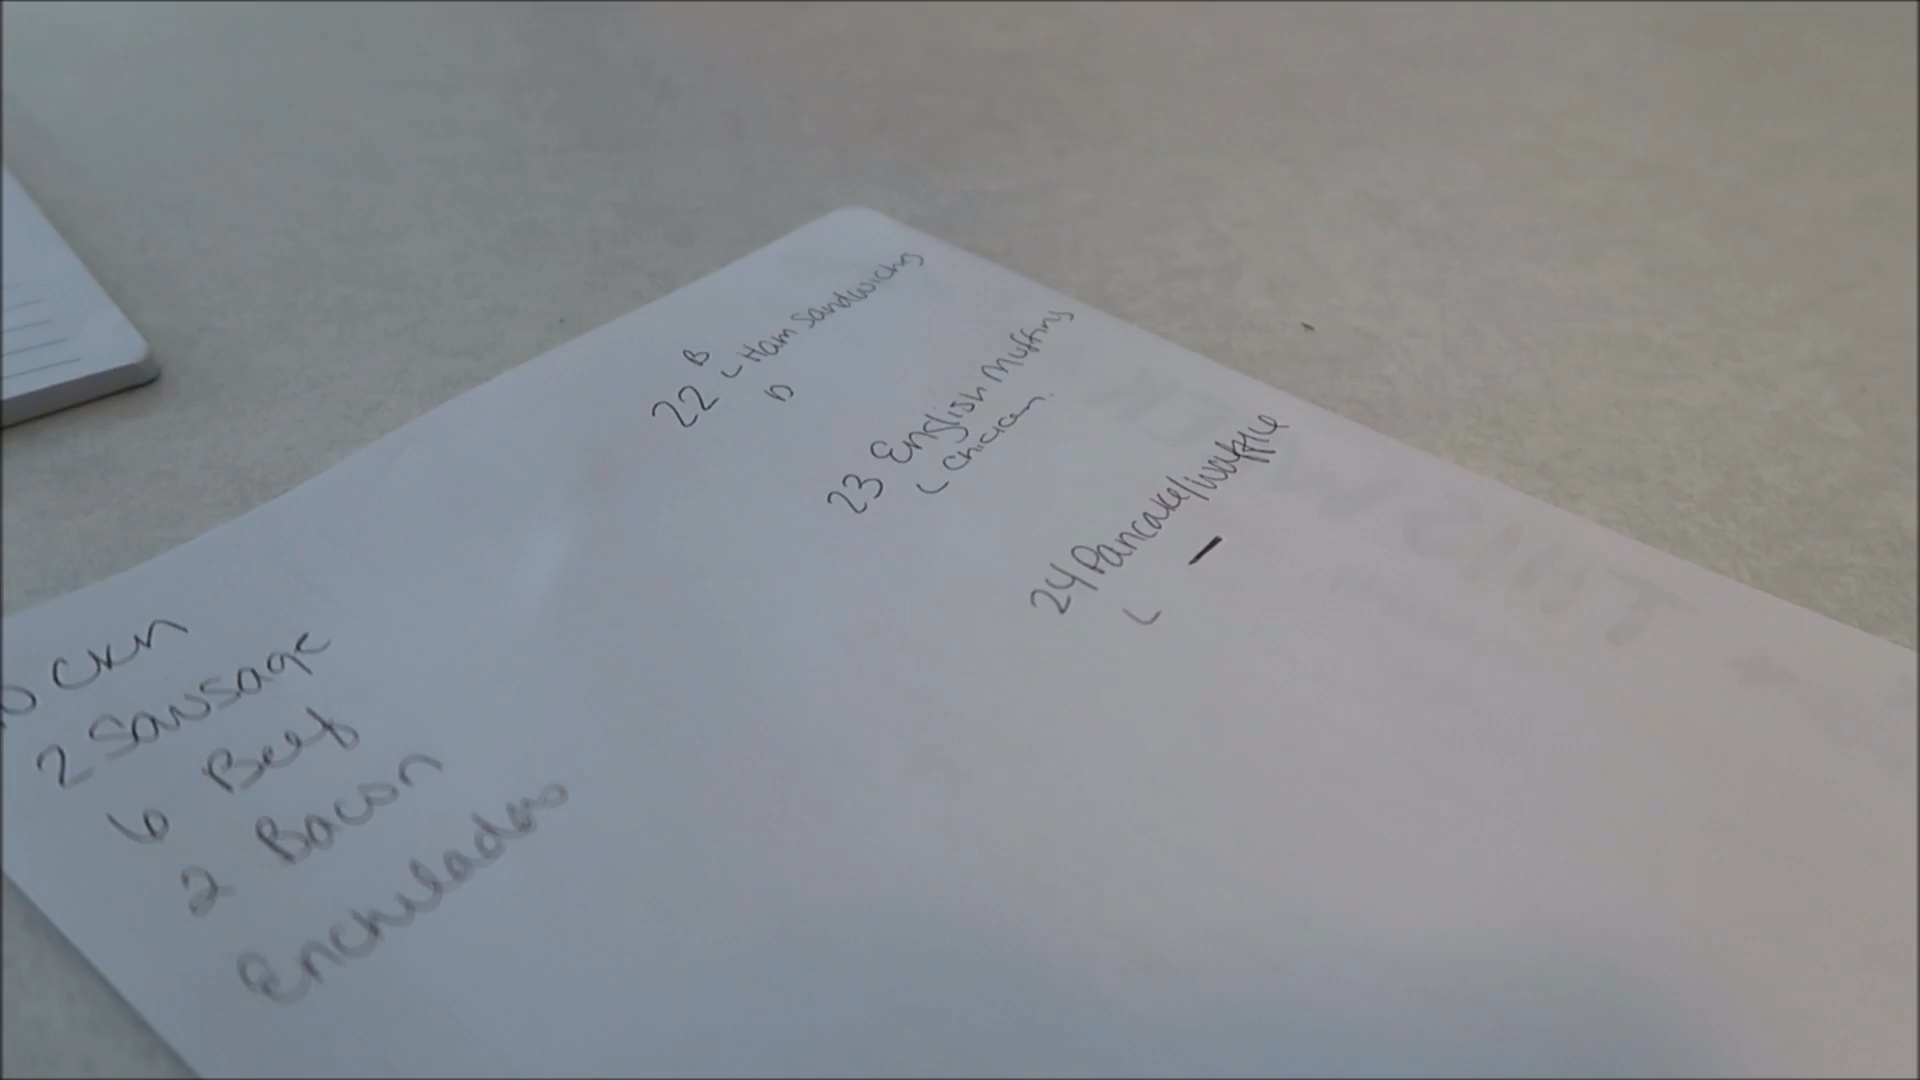 22 B
L Ham Sandwichs
D
23 English Muffins
L Chicken
24 Pancake/waffle
L
Ckn
2 Sausage
6 Beef
2 Bacon
Enchiladas